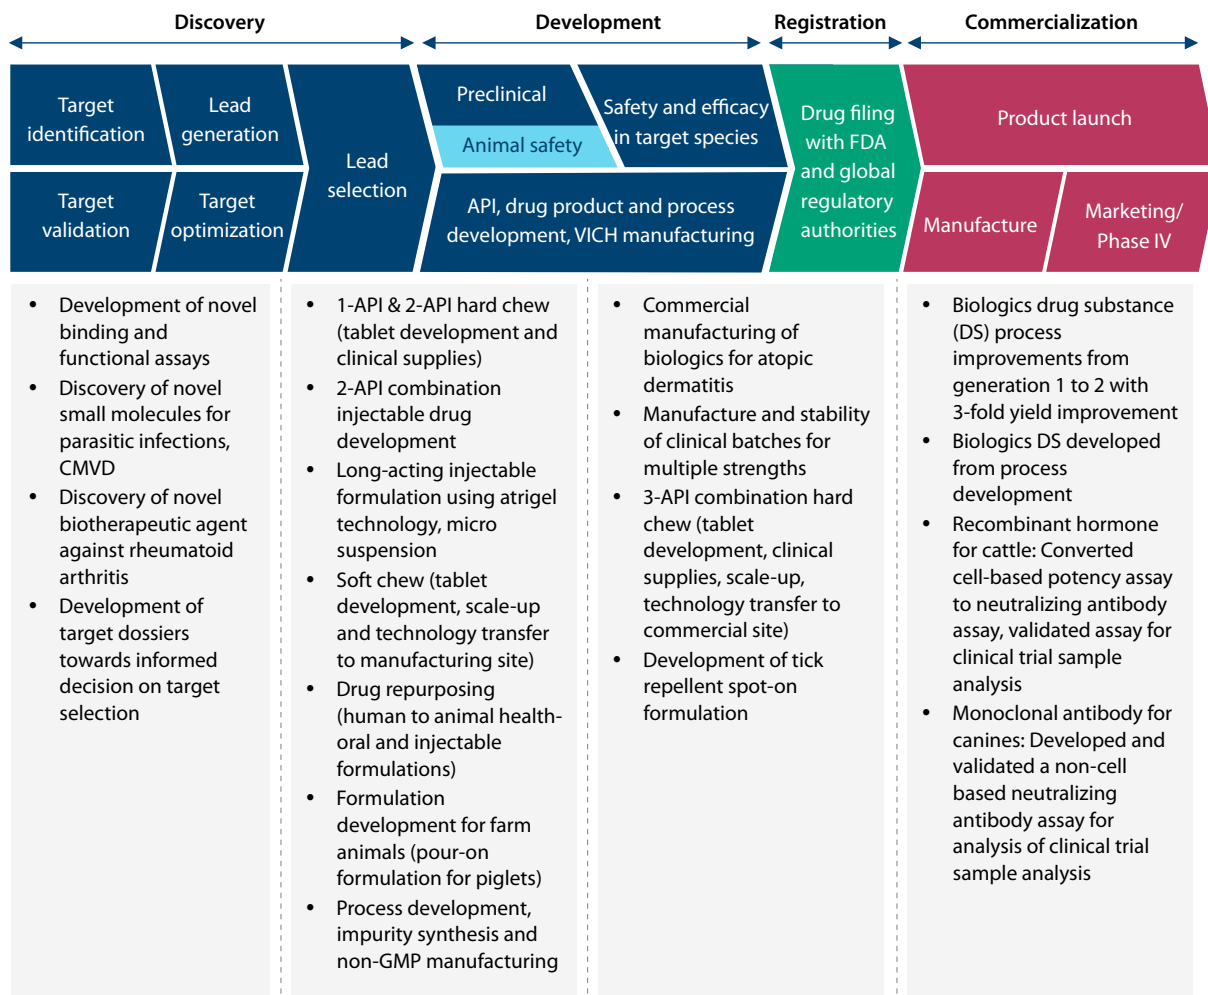 Discovery
Development
Registration
Commercialization
Target
identification
Lead
generation
Target
validation
Target
optimization
Lead
selection
Preclinical
Animal safety
Safety and efficacy
in target species
API, drug product and process
development, VICH manufacturing
Drug filing
with FDA
and global
regulatory
authorities
Product launch
Manufacture
Marketing/
Phase IV
• Development of novel
binding and
functional assays
• Discovery of novel
small molecules for
parasitic infections,
CMVD
• Discovery of novel
biotherapeutic agent
against rheumatoid
arthritis
• Development of
target dossiers
towards informed
decision on target
selection
• 1-API & 2-API hard chew
(tablet development and
clinical supplies)
• 2-API combination
injectable drug
development
• Long-acting injectable
formulation using atrigel
technology, micro
suspension
• Soft chew (tablet
development, scale-up
and technology transfer
to manufacturing site)
• Drug repurposing
(human to animal health-
oral and injectable
formulations)
• Formulation
development for farm
animals (pour-on
formulation for piglets)
• Process development,
impurity synthesis and
non-GMP manufacturing
• Commercial
manufacturing of
biologics for atopic
dermatitis
• Manufacture and stability
of clinical batches for
multiple strengths
• 3-API combination hard
chew (tablet
development, clinical
supplies, scale-up,
technology transfer to
commercial site)
• Development of tick
repellent spot-on
formulation
• Biologics drug substance
(DS) process
improvements from
generation 1 to 2 with
3-fold yield improvement
• Biologics DS developed
from process
development
• Recombinant hormone
for cattle: Converted
cell-based potency assay
to neutralizing antibody
assay, validated assay for
clinical trial sample
analysis
• Monoclonal antibody for
canines: Developed and
validated a non-cell
based neutralizing
antibody assay for
analysis of clinical trial
sample analysis